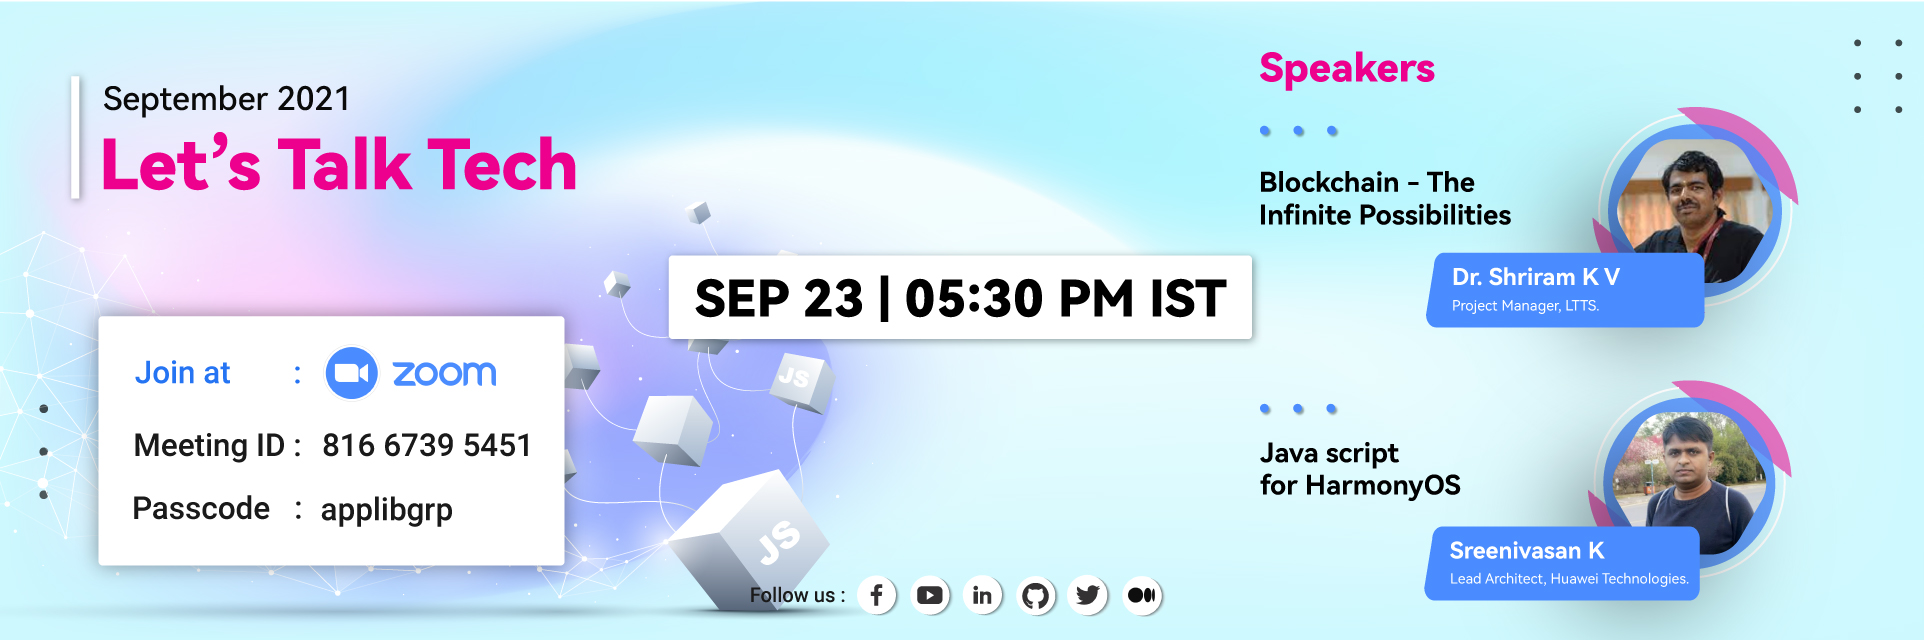 September 2021
Let's Talk Tech
Join at : zoom
Meeting ID : 816 6739 5451
Passcode : applibgrp
SEP 23 | 05:30 PM IST
JS
JS
Follow us :
Speakers
Blockchain - The
Infinite Possibilities
Dr. Shriram K V
Project Manager, LTTS.
Java script
for HarmonyOS
Sreenivasan K
Lead Architect, Huawei Technologies.